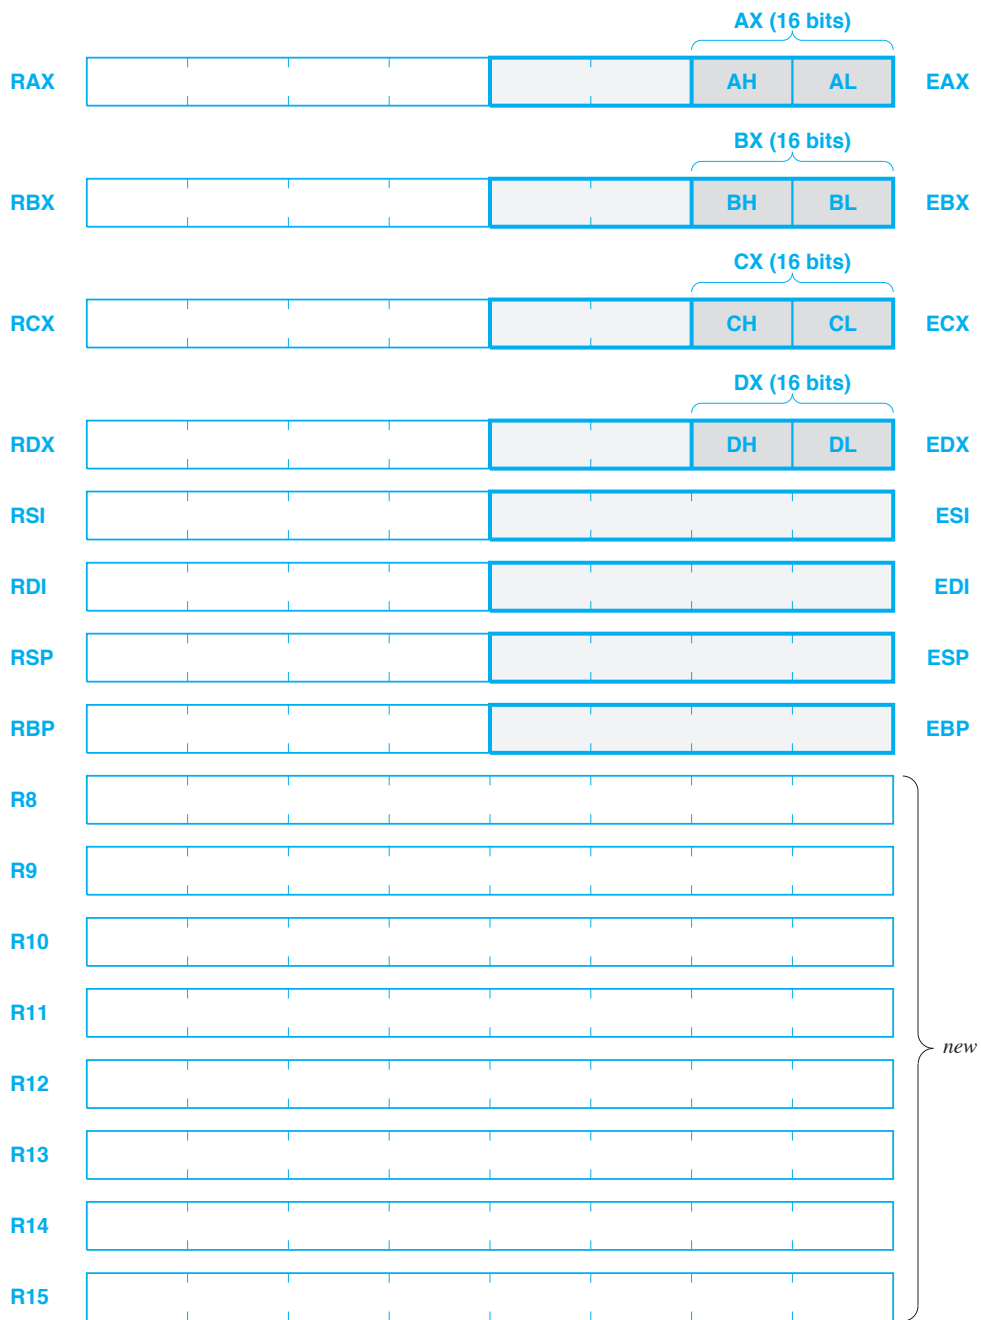 AX (16 bits)
RAX AH AL EAX
BX (16 bits)
RBX BH BL EBX
CX (16 bits)
RCX CH CL ECX
DX (16 bits)
RDX DH DL EDX
RSI ESI
RDI EDI
RSP ESP
RBP EBP
R8
R9
R10
R11
new
R12
R13
R14
R15